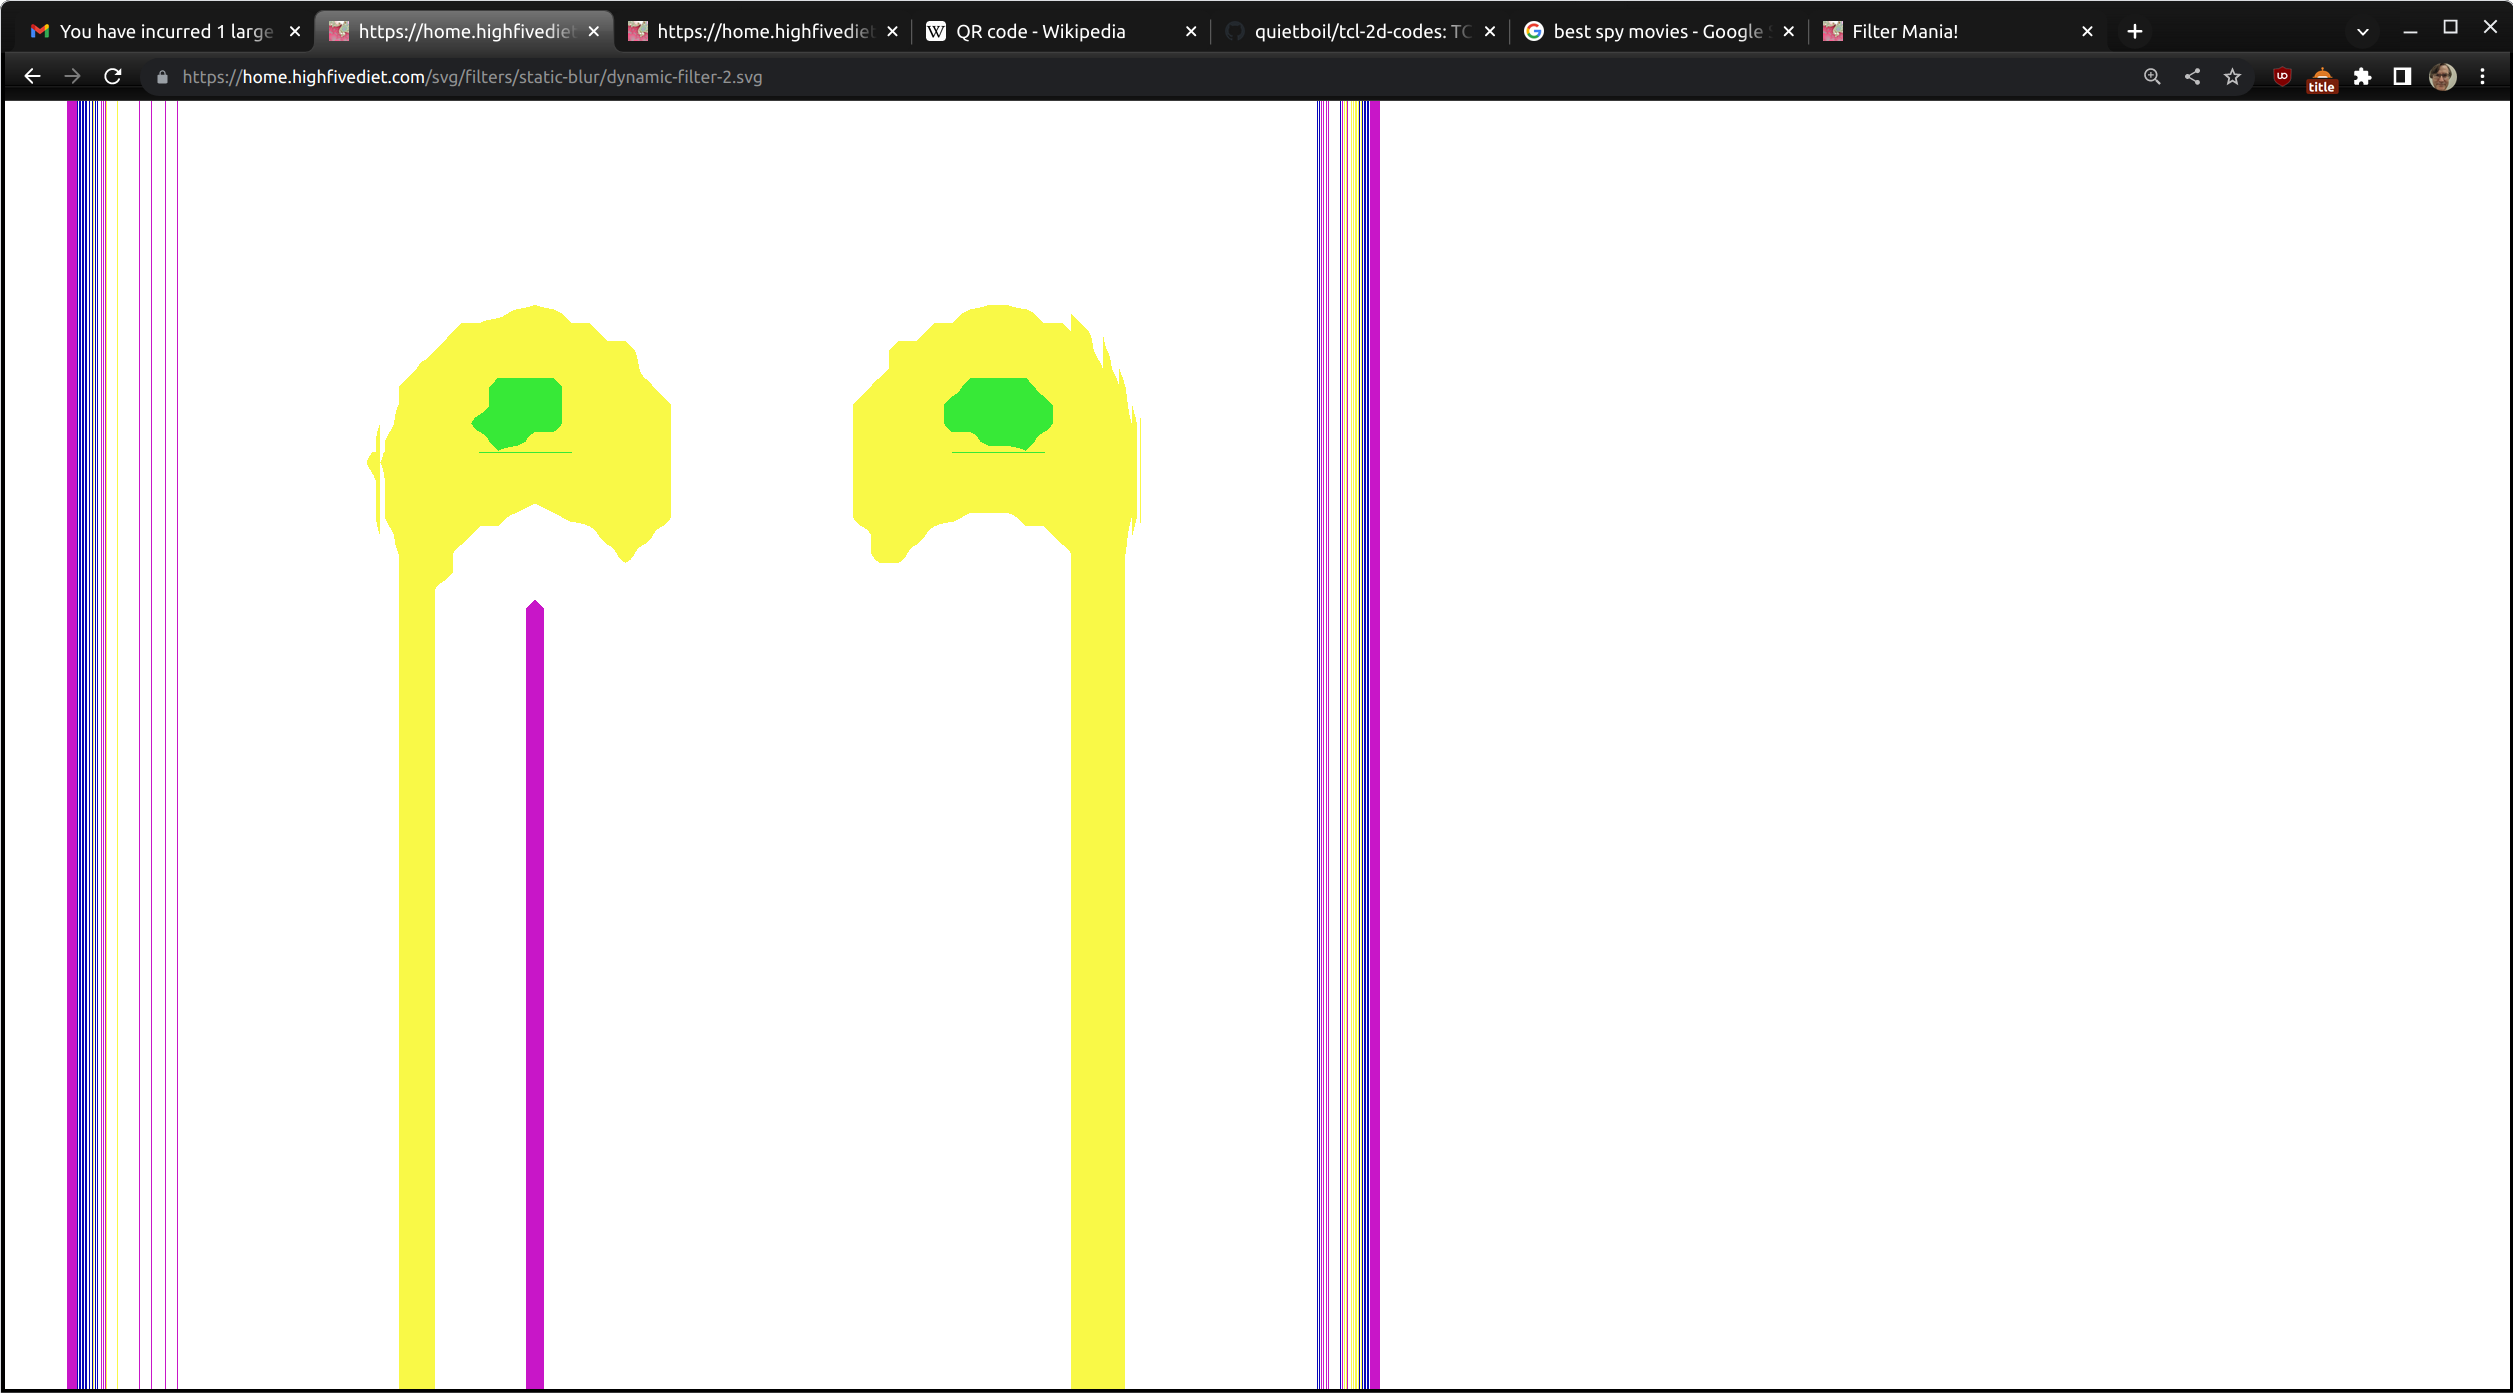 You have incurred 1 large
https://home.highfivediet
https://home.highfivediet
QR code - Wikipedia
quietboil/tcl-2d-codes: TC
best spy movies - Google S
Filter Mania!
https://home.highfivediet.com/svg/filters/static-blur/dynamic-filter-2.svg
title